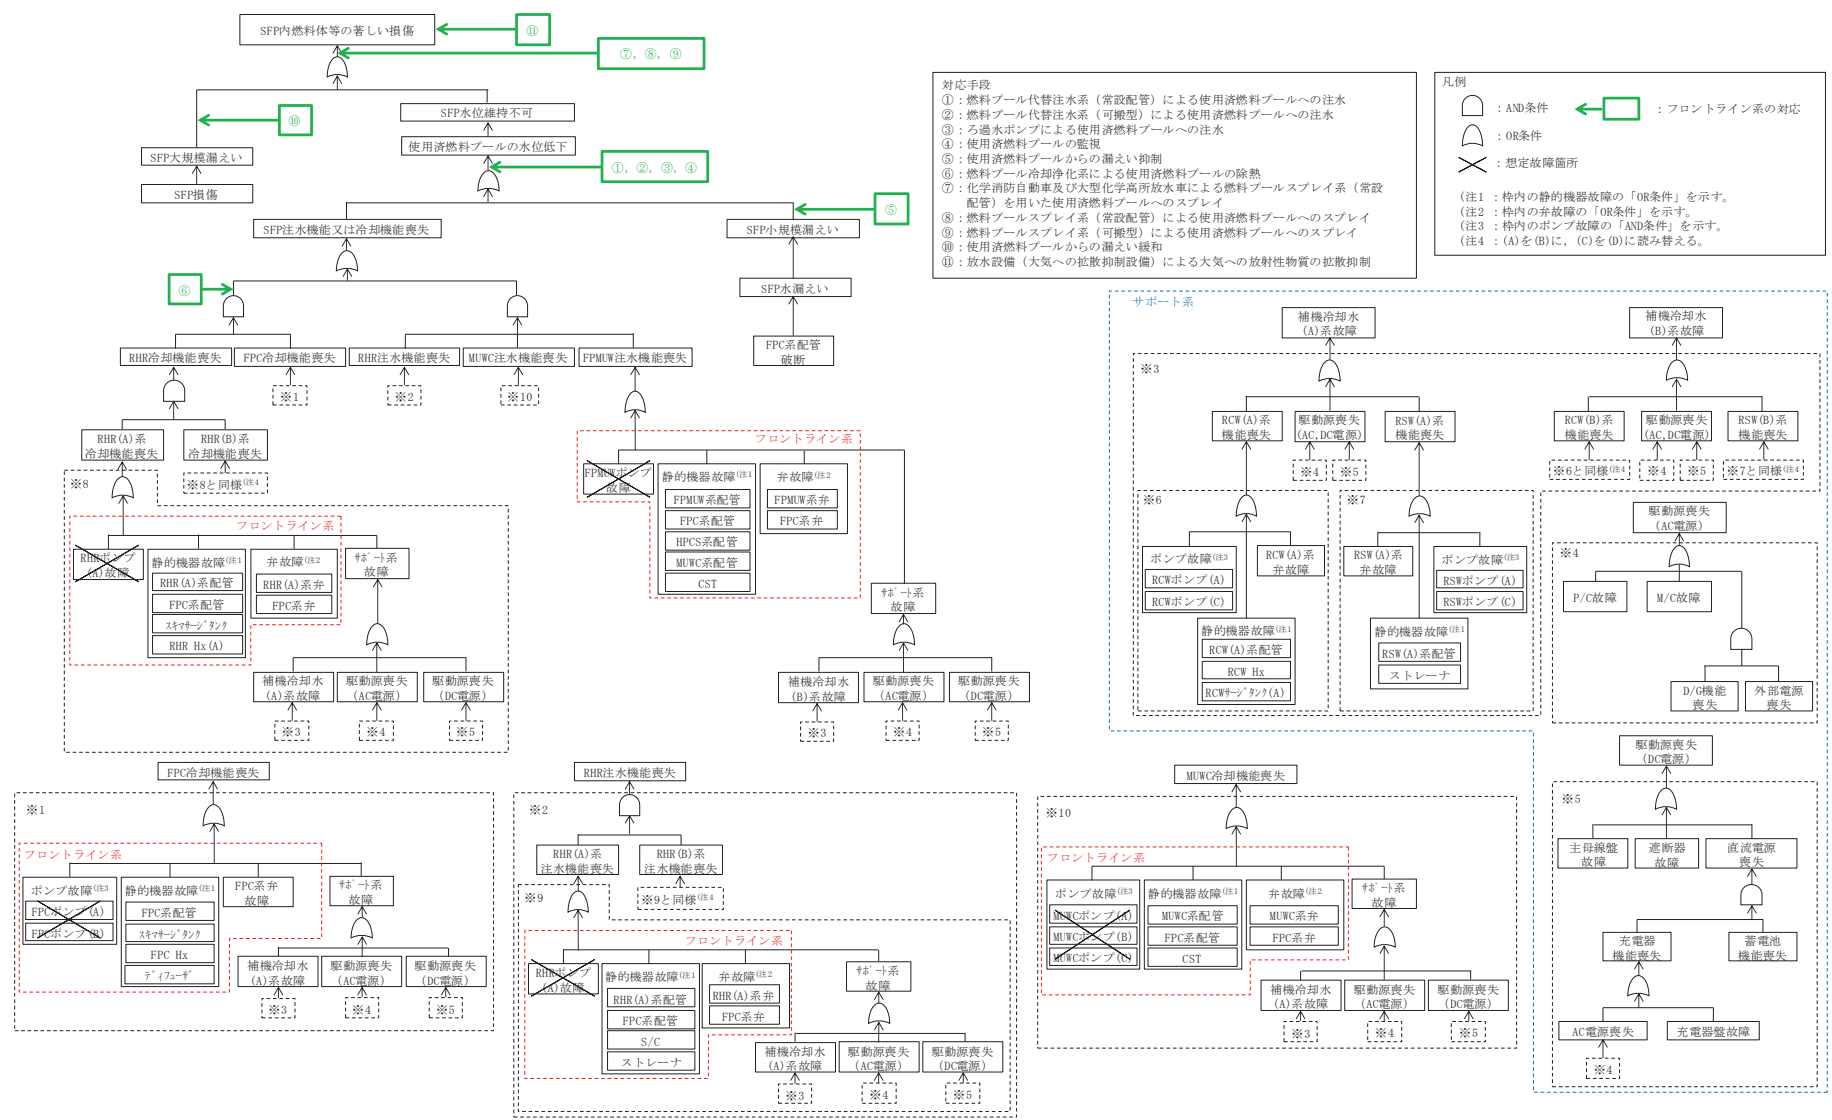 SFP内燃料体等の著しい損傷
⑪
⑦, ⑧, ⑨
⑩
SFP水位維持不可
使用済燃料プールの水位低下
①, ②, ③, ④
SFP大規模漏えい
SFP損傷
⑤
SFP注水機能又は冷却機能喪失
SFP小規模漏えい
⑥
SFP水漏えい
FPC系配管
破断
RHR冷却機能喪失
FPC冷却機能喪失
RHR注水機能喪失
MUWC注水機能喪失
FPMUW注水機能喪失
※1
※2
※10
対応手段
①：燃料プール代替注水系（常設配管）による使用済燃料プールへの注水
②：燃料プール代替注水系（可搬型）による使用済燃料プールへの注水
③：ろ過水ポンプによる使用済燃料プールへの注水
④：使用済燃料プールの監視
⑤：使用済燃料プールからの漏えい抑制
⑥：燃料プール冷却浄化系による使用済燃料プールの除熱
⑦：化学消防自動車及び大型化学高所放水車による燃料プールスプレイ系（常設
配管）を用いた使用済燃料プールへのスプレイ
⑧：燃料プールスプレイ系（常設配管）による使用済燃料プールへのスプレイ
⑨：燃料プールスプレイ系（可搬型）による使用済燃料プールへのスプレイ
⑩：使用済燃料プールからの漏えい緩和
⑪：放水設備（大気への拡散抑制設備）による大気への放射性物質の拡散抑制
凡例
：AND条件
：フロントライン系の対応
：OR条件
：想定故障箇所
(注1 ：枠内の静的機器故障の「OR条件」を示す。
(注2 ：枠内の弁故障の「OR条件」を示す。
(注3 ：枠内のポンプ故障の「AND条件」を示す。
(注4 ：(A)を(B)に, (C)を(D)に読み替える。
RHR(A)系
冷却機能喪失
RHR(B)系
冷却機能喪失
※8と同様(注4
※8
フロントライン系
RHRポンプ
(A)故障
静的機器故障(注1
RHR(A)系配管
FPC系配管
スキマサージタンク
RHR Hx(A)
弁故障(注2
RHR(A)系弁
FPC系弁
サポート系
故障
補機冷却水
(A)系故障
駆動源喪失
(AC電源)
駆動源喪失
(DC電源)
※3
※4
※5
フロントライン系
FPMUWポンプ
故障
静的機器故障(注1
FPMUW系配管
FPC系配管
HPCS系配管
MUWC系配管
CST
弁故障(注2
FPMUW系弁
FPC系弁
サポート系
故障
補機冷却水
(B)系故障
駆動源喪失
(AC電源)
駆動源喪失
(DC電源)
※3
※4
※5
サポート系
補機冷却水
(A)系故障
補機冷却水
(B)系故障
※3
RCW(A)系
機能喪失
駆動源喪失
(AC,DC電源)
RSW(A)系
機能喪失
※4
※5
RCW(B)系
機能喪失
駆動源喪失
(AC,DC電源)
RSW(B)系
機能喪失
※6と同様(注4
※4
※5
※7と同様(注4
※6
ポンプ故障(注3
RCWポンプ(A)
RCWポンプ(C)
RCW(A)系
弁故障
静的機器故障(注1
RCW(A)系配管
RCW Hx
RCWサージタンク(A)
※7
RSW(A)系
弁故障
ポンプ故障(注3
RSWポンプ(A)
RSWポンプ(C)
静的機器故障(注1
RSW(A)系配管
ストレーナ
駆動源喪失
(AC電源)
※4
P/C故障
M/C故障
D/G機能
喪失
外部電源
喪失
駆動源喪失
(DC電源)
※5
主母線盤
故障
遮断器
故障
直流電源
喪失
充電器
機能喪失
蓄電池
機能喪失
AC電源喪失
充電器盤故障
※4
FPC冷却機能喪失
※1
フロントライン系
ポンプ故障(注3
FPCポンプ(A)
FPCポンプ(B)
静的機器故障(注1
FPC系配管
スキマサージタンク
FPC Hx
ディフューザ
FPC系弁
故障
サポート系
故障
補機冷却水
(A)系故障
駆動源喪失
(AC電源)
駆動源喪失
(DC電源)
※3
※4
※5
RHR注水機能喪失
※2
RHR(A)系
注水機能喪失
RHR(B)系
注水機能喪失
※9と同様(注4
※9
フロントライン系
RHRポンプ
(A)故障
静的機器故障(注1
RHR(A)系配管
FPC系配管
S/C
ストレーナ
弁故障(注2
RHR(A)系弁
FPC系弁
サポート系
故障
補機冷却水
(A)系故障
駆動源喪失
(AC電源)
駆動源喪失
(DC電源)
※3
※4
※5
MUWC冷却機能喪失
※10
フロントライン系
ポンプ故障(注3
MUWCポンプ(A)
MUWCポンプ(B)
MUWCポンプ(C)
静的機器故障(注1
MUWC系配管
FPC系配管
CST
弁故障(注2
MUWC系弁
FPC系弁
サポート系
故障
補機冷却水
(A)系故障
駆動源喪失
(AC電源)
駆動源喪失
(DC電源)
※3
※4
※5